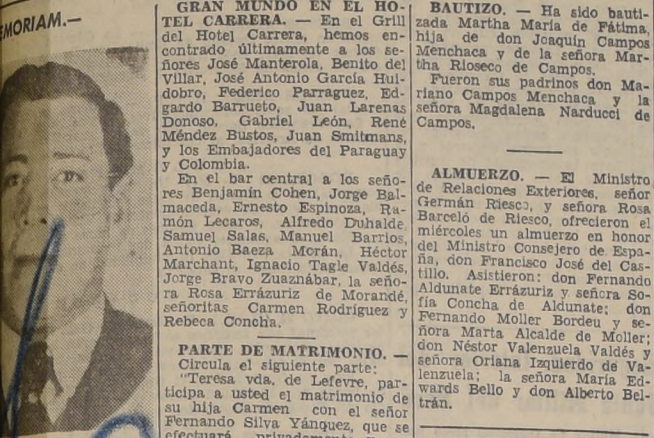 EMORIAM.—
GRAN MUNDO EN EL HO-
TEL CARRERA. — En el Grill
del Hotel Carrera, hemos en-
contrado últimamente a los se-
ñores José Manterola, Benito del
Villar, José Antonio García Hui-
dobro, Federico Parraguez, Ed-
gardo Barrueto, Juan Larenas
Donoso, Gabriel León, René
Méndez Bustos, Juan Smitmans,
y los Embajadores del Paraguay
y Colombia.
En el bar central a los seño-
res Benjamín Cohen, Jorge Bal-
maceda, Ernesto Espinoza, Ra-
món Lecaros, Alfredo Duhalde,
Samuel Salas, Manuel Barrios,
Antonio Baeza Morán, Héctor
Marchant, Ignacio Tagle Valdés,
Jorge Bravo Zuaznábar, la seño-
ra Rosa Errázuriz de Morandé,
señoritas Carmen Rodríguez y
Rebeca Concha.
PARTE DE MATRIMONIO. —
Circula el siguiente parte:
"Teresa vda. de Lefevre, par-
ticipa a usted el matrimonio de
su hija Carmen con el señor
Fernando Silva Yánquez, que se
efectuará privadamente
BAUTIZO. — Ha sido bauti-
zada Martha María de Fátima,
hija de don Joaquín Campos
Menchaca y de la señora Mar-
tha Rioseco de Campos.
Fueron sus padrinos don Ma-
riano Campos Menchaca y la
señora Magdalena Narducci de
Campos.
ALMUERZO. — El Ministro
de Relaciones Exteriores, señor
Germán Riesco, y señora Rosa
Barceló de Riesco, ofrecieron el
miércoles un almuerzo en honor
del Ministro Consejero de Espa-
ña, don Francisco José del Cas-
tillo. Asistieron: don Fernando
Aldunate Errázuriz y señora So-
fía Concha de Aldunate; don
Fernando Moller Bordeu y se-
ñora Marta Alcalde de Moller;
don Néstor Valenzuela Valdés y
señora Oriana Izquierdo de Va-
lenzuela; la señora María Ed-
wards Bello y don Alberto Bel-
trán.